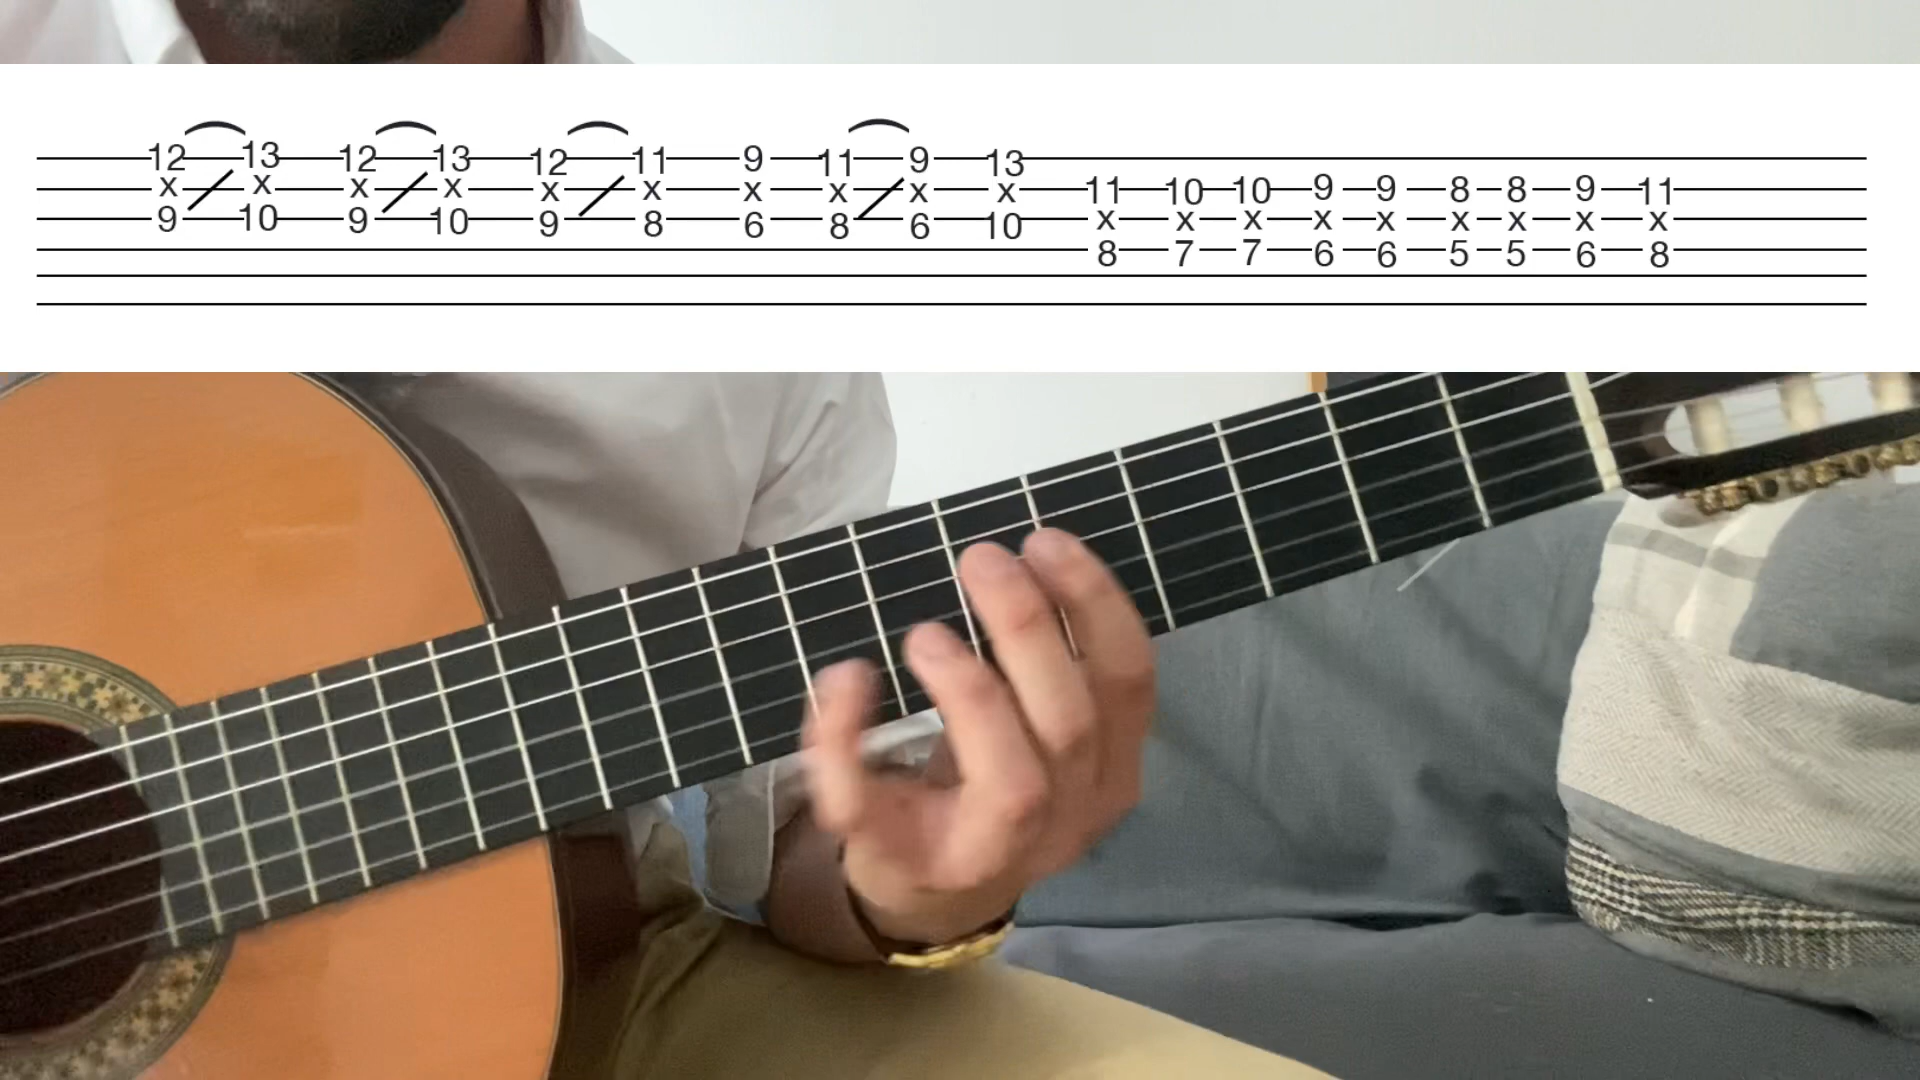 12 13 12 13 12 11 9 11 9 13
x x x x x x x x x x 11 10 10 9 9 8 8 9 11
9 10 9 10 9 8 6 8 6 10 x x x x x x x x x
8 7 7 6 6 5 5 6 8